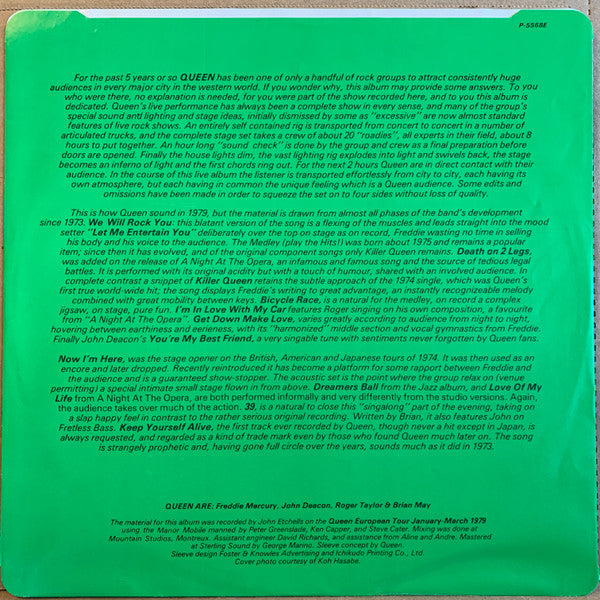 P-5568E
For the past 5 years or so QUEEN has been one of only a handful of rock groups to attract consistently huge
audiences in every major city in the western world. If you wonder why, this album may provide some answers. To you
who were there, no explanation is needed, for you were part of the show recorded here, and to you this album is
dedicated. Queen's live performance has always been a complete show in every sense, and many of the group's
special sound and lighting and stage ideas, initially dismissed by some as "excessive" are now almost standard
features of live rock shows. An entirely self contained rig is transported from concert to concert in a number of
articulated trucks, and the complete stage set takes a crew of about 20 "roadies", all experts in their field, about 8
hours to put together. An hour long "sound check" is done by the group and crew as a final preparation before
doors are opened. Finally the house lights dim, the vast lighting rig explodes into light and swivels back, the stage
becomes an inferno of light and the first chords ring out. For the next 2 hours Queen are in direct contact with their
audience. In the course of this live album the listener is transported effortlessly from city to city, each having its
own atmosphere, but each having in common the unique feeling which is a Queen audience. Some edits and
omissions have been made in order to squeeze the set on to four sides without loss of quality.
This is how Queen sound in 1979, but the material is drawn from almost all phases of the band's development
since 1973. We Will Rock You: this blatant version of the song is a flexing of the muscles and leads straight into the mood
setter "Let Me Entertain You" deliberately over the top on stage as on record, Freddie wasting no time in selling
his body and his voice to the audience. The Medley (play the Hits!) was born about 1975 and remains a popular
item; since then it has evolved, and of the original component songs only Killer Queen remains. Death on 2 Legs,
was added on the release of A Night At The Opera, an infamous and famous song and the source of tedious legal
battles. It is performed with its original acidity but with a touch of humour, shared with an involved audience. In
complete contrast a snippet of Killer Queen retains the subtle approach of the 1974 single, which was Queen's
first true world-wide hit; the song displays Freddie's writing to great advantage, an instantly recognizable melody
combined with great mobility between keys. Bicycle Race, is a natural for the medley, on record a complex
jigsaw, on stage, pure fun. I'm In Love With My Car features Roger singing on his own composition, a favourite
from "A Night At The Opera". Get Down Make Love, varies greatly according to audience from night to night,
hovering between earthiness and eerieness, with its "harmonized" middle section and vocal gymnastics from Freddie.
Finally John Deacon's You're My Best Friend, a very singable tune with sentiments never forgotten by Queen fans.
Now I'm Here, was the stage opener on the British, American and Japanese tours of 1974. It was then used as an
encore and later dropped. Recently reintroduced it has become a platform for some rapport between Freddie and
the audience and is a guaranteed show-stopper. The acoustic set is the point where the group relax on (venue
permitting) a special intimate small stage flown in from above. Dreamers Ball from the Jazz album, and Love Of My
Life from A Night At The Opera, are both performed informally and very differently from the studio versions. Again,
the audience takes over much of the action. 39, is a natural to close this "singalong" part of the evening, taking on
a slap happy feel in contrast to the rather serious original recording. Written by Brian, it also features John on
Fretless Bass. Keep Yourself Alive, the first track ever recorded by Queen, though never a hit except in Japan, is
always requested, and regarded as a kind of trade mark even by those who found Queen much later on. The song
is strangely prophetic and, having gone full circle over the years, sounds much as it did in 1973.
QUEEN ARE: Freddie Mercury, John Deacon, Roger Taylor & Brian May
The material for this album was recorded by John Etchells on the Queen European Tour January-March 1979
using the Manor Mobile manned by Peter Greenslade, Ken Capper, and Steve Cater. Mixing was done at
Mountain Studios, Montreux. Assistant engineer David Richards, and assistance from Aline and Andre. Mastered
at Sterling Sound by George Marino. Sleeve concept by Queen.
Sleeve design Foster & Knowles Advertising and Ichikudo Printing Co., Ltd.
Cover photo courtesy of Koh Hasabe.